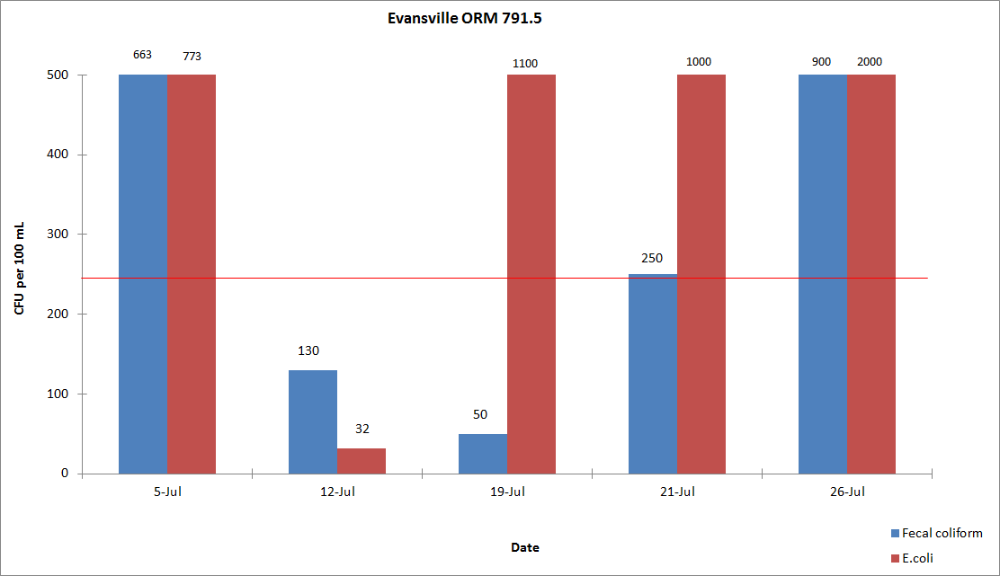 Evansville ORM 791.5
663 773 1100 1000 900 2000
500
400
300
250
200
130
100
50
32
0
CFU per 100 mL
5-Jul 12-Jul 19-Jul 21-Jul 26-Jul
Date
Fecal coliform
E.coli